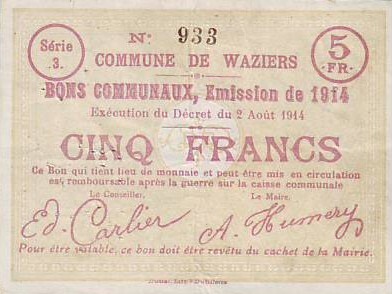 Série
3.
No. 933
5
FR.
COMMUNE DE WAZIERS
BONS COMMUNAUX, Emission de 1914
Exécution du Décret du 2 Août 1914
CINQ FRANCS
Ce Bon qui tient lieu de monnaie et peut être mis en circulation
est remboursable après la guerre sur la caisse communale
Le Conseiller,
Le Maire,
Ed. Carlier
A. Humery
Pour être valable, ce bon doit être revêtu du cachet de la Mairie.